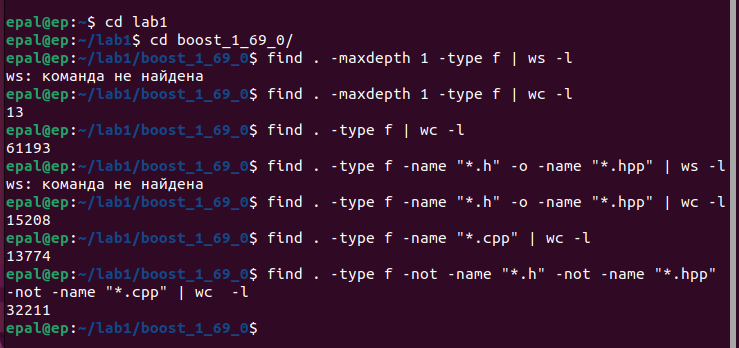 epal@ep:~$ cd lab1
epal@ep:~/lab1$ cd boost_1_69_0/
epal@ep:~/lab1/boost_1_69_0$ find . -maxdepth 1 -type f | ws -l
ws: команда не найдена
epal@ep:~/lab1/boost_1_69_0$ find . -maxdepth 1 -type f | wc -l
13
epal@ep:~/lab1/boost_1_69_0$ find . -type f | wc -l
61193
epal@ep:~/lab1/boost_1_69_0$ find . -type f -name "*.h" -o -name "*.hpp" | ws -l
ws: команда не найдена
epal@ep:~/lab1/boost_1_69_0$ find . -type f -name "*.h" -o -name "*.hpp" | wc -l
15208
epal@ep:~/lab1/boost_1_69_0$ find . -type f -name "*.cpp" | wc -l
13774
epal@ep:~/lab1/boost_1_69_0$ find . -type f -not -name "*.h" -not -name "*.hpp"
-not -name "*.cpp" | wc  -l
32211
epal@ep:~/lab1/boost_1_69_0$